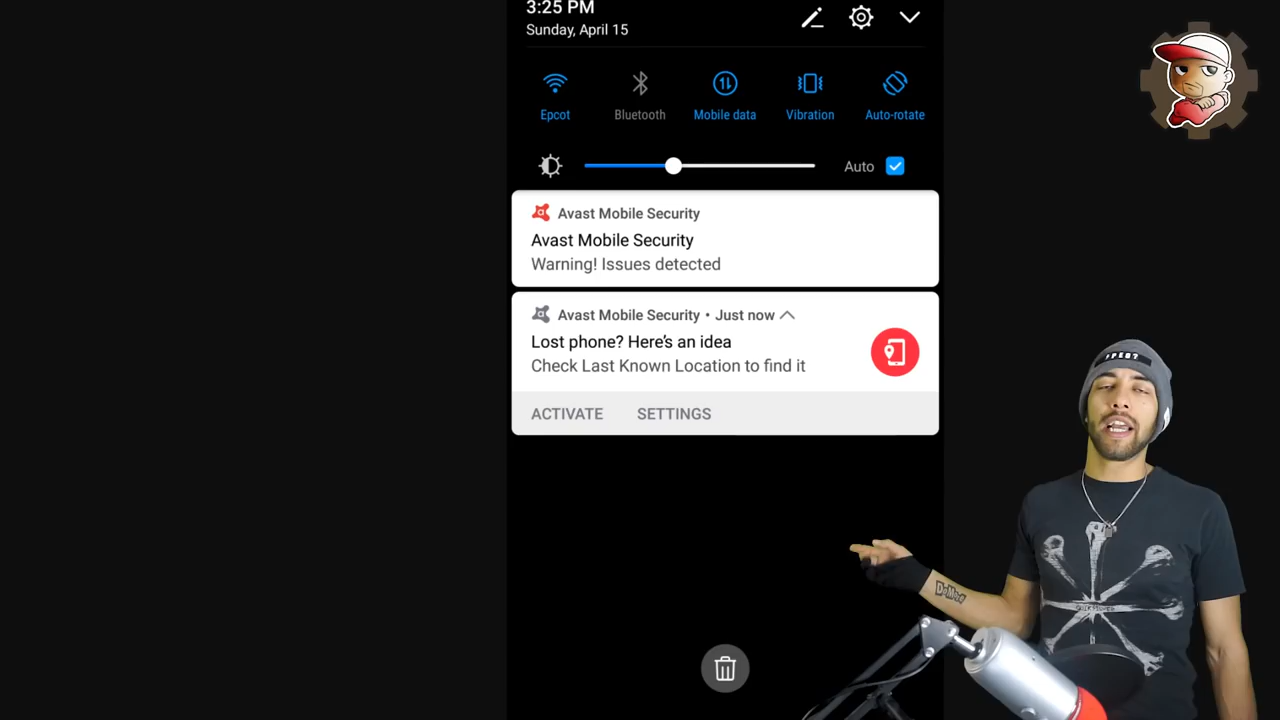 3:25 PM
Sunday, April 15
Epcot
Bluetooth
Mobile data
Vibration
Auto-rotate
Auto
Avast Mobile Security
Avast Mobile Security
Warning! Issues detected
Avast Mobile Security • Just now
Lost phone? Here's an idea
Check Last Known Location to find it
ACTIVATE SETTINGS